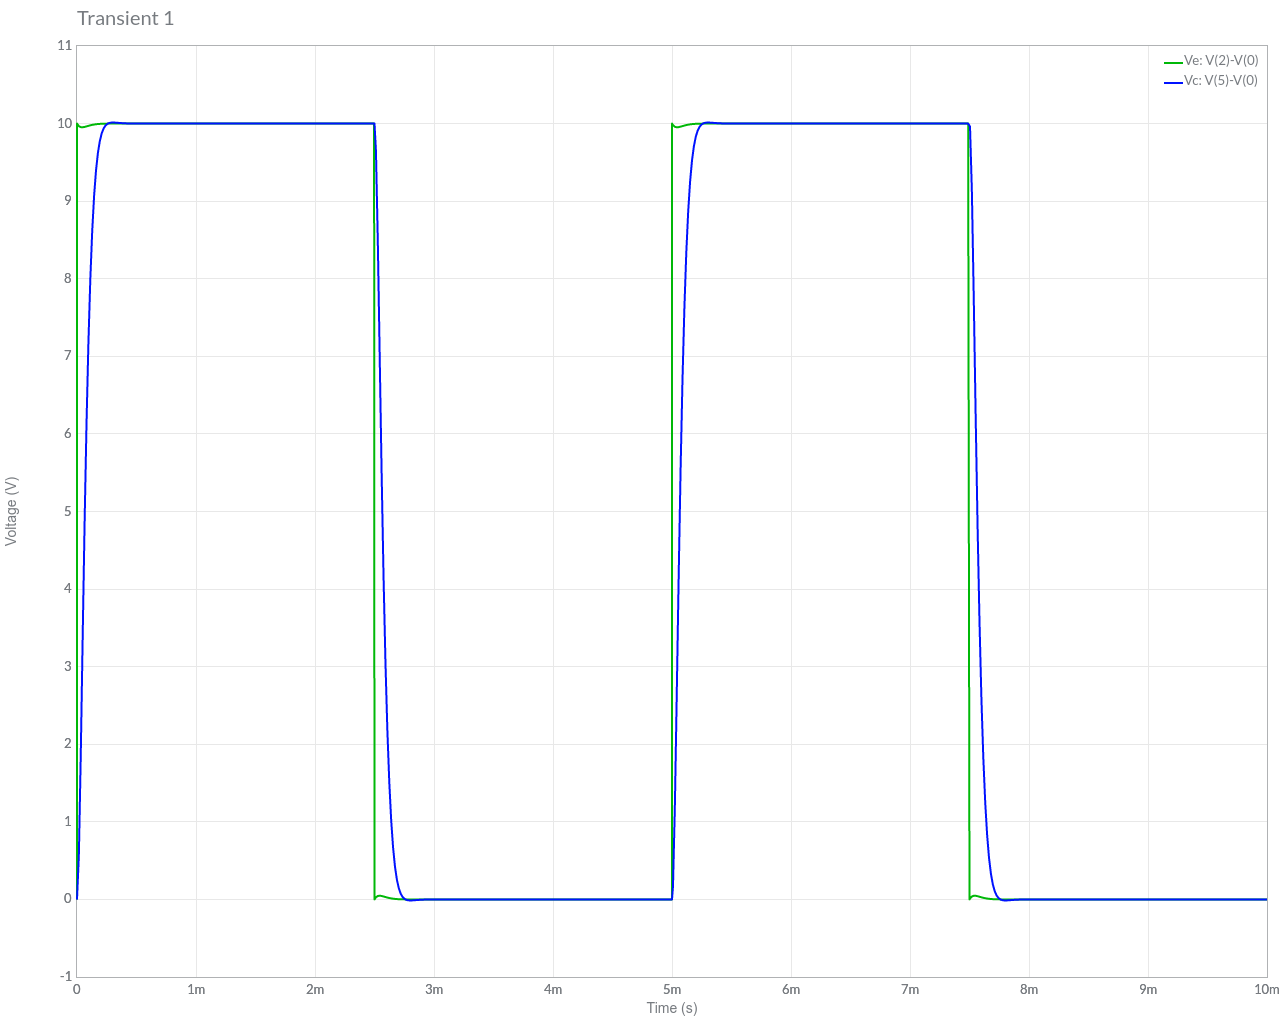 Transient 1
Ve: V(2)-V(0)
Vc: V(5)-V(0)
11
10
9
8
7
6
5
4
3
2
1
0
-1
Voltage (V)
0 1m 2m 3m 4m 5m 6m 7m 8m 9m 10m
Time (s)